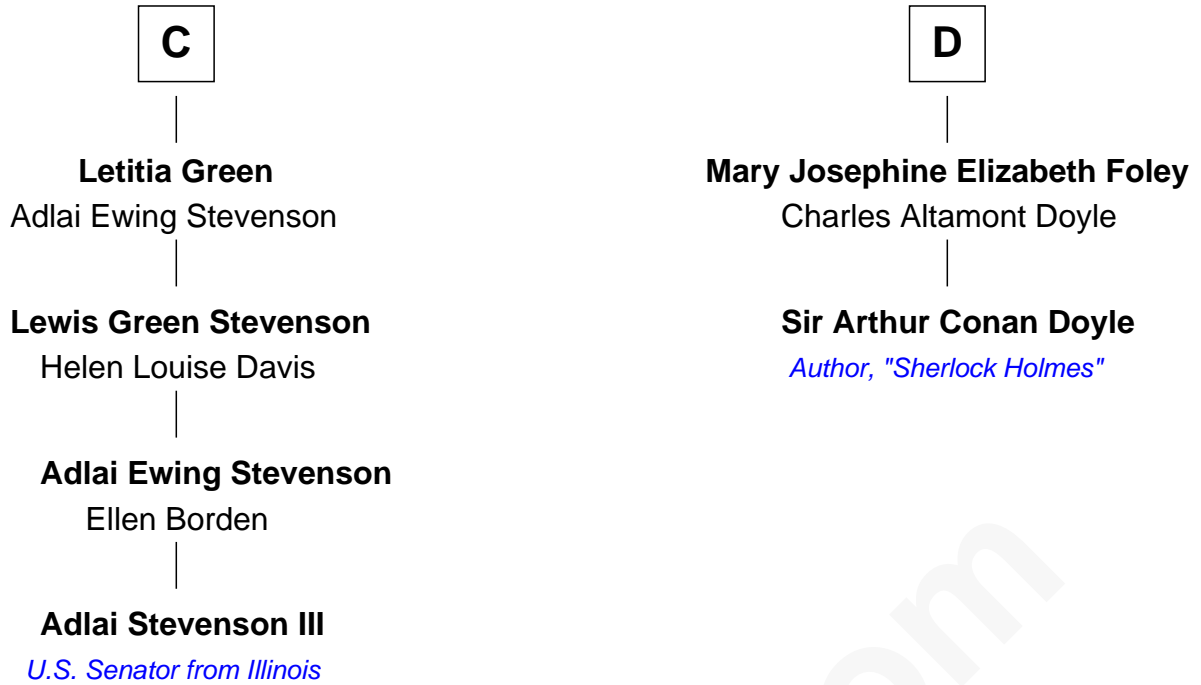 C
Letitia Green
Adlai Ewing Stevenson
Lewis Green Stevenson
Helen Louise Davis
Adlai Ewing Stevenson
Ellen Borden
Adlai Stevenson III
U.S. Senator from Illinois
D
Mary Josephine Elizabeth Foley
Charles Altamont Doyle
Sir Arthur Conan Doyle
Author, "Sherlock Holmes"
om